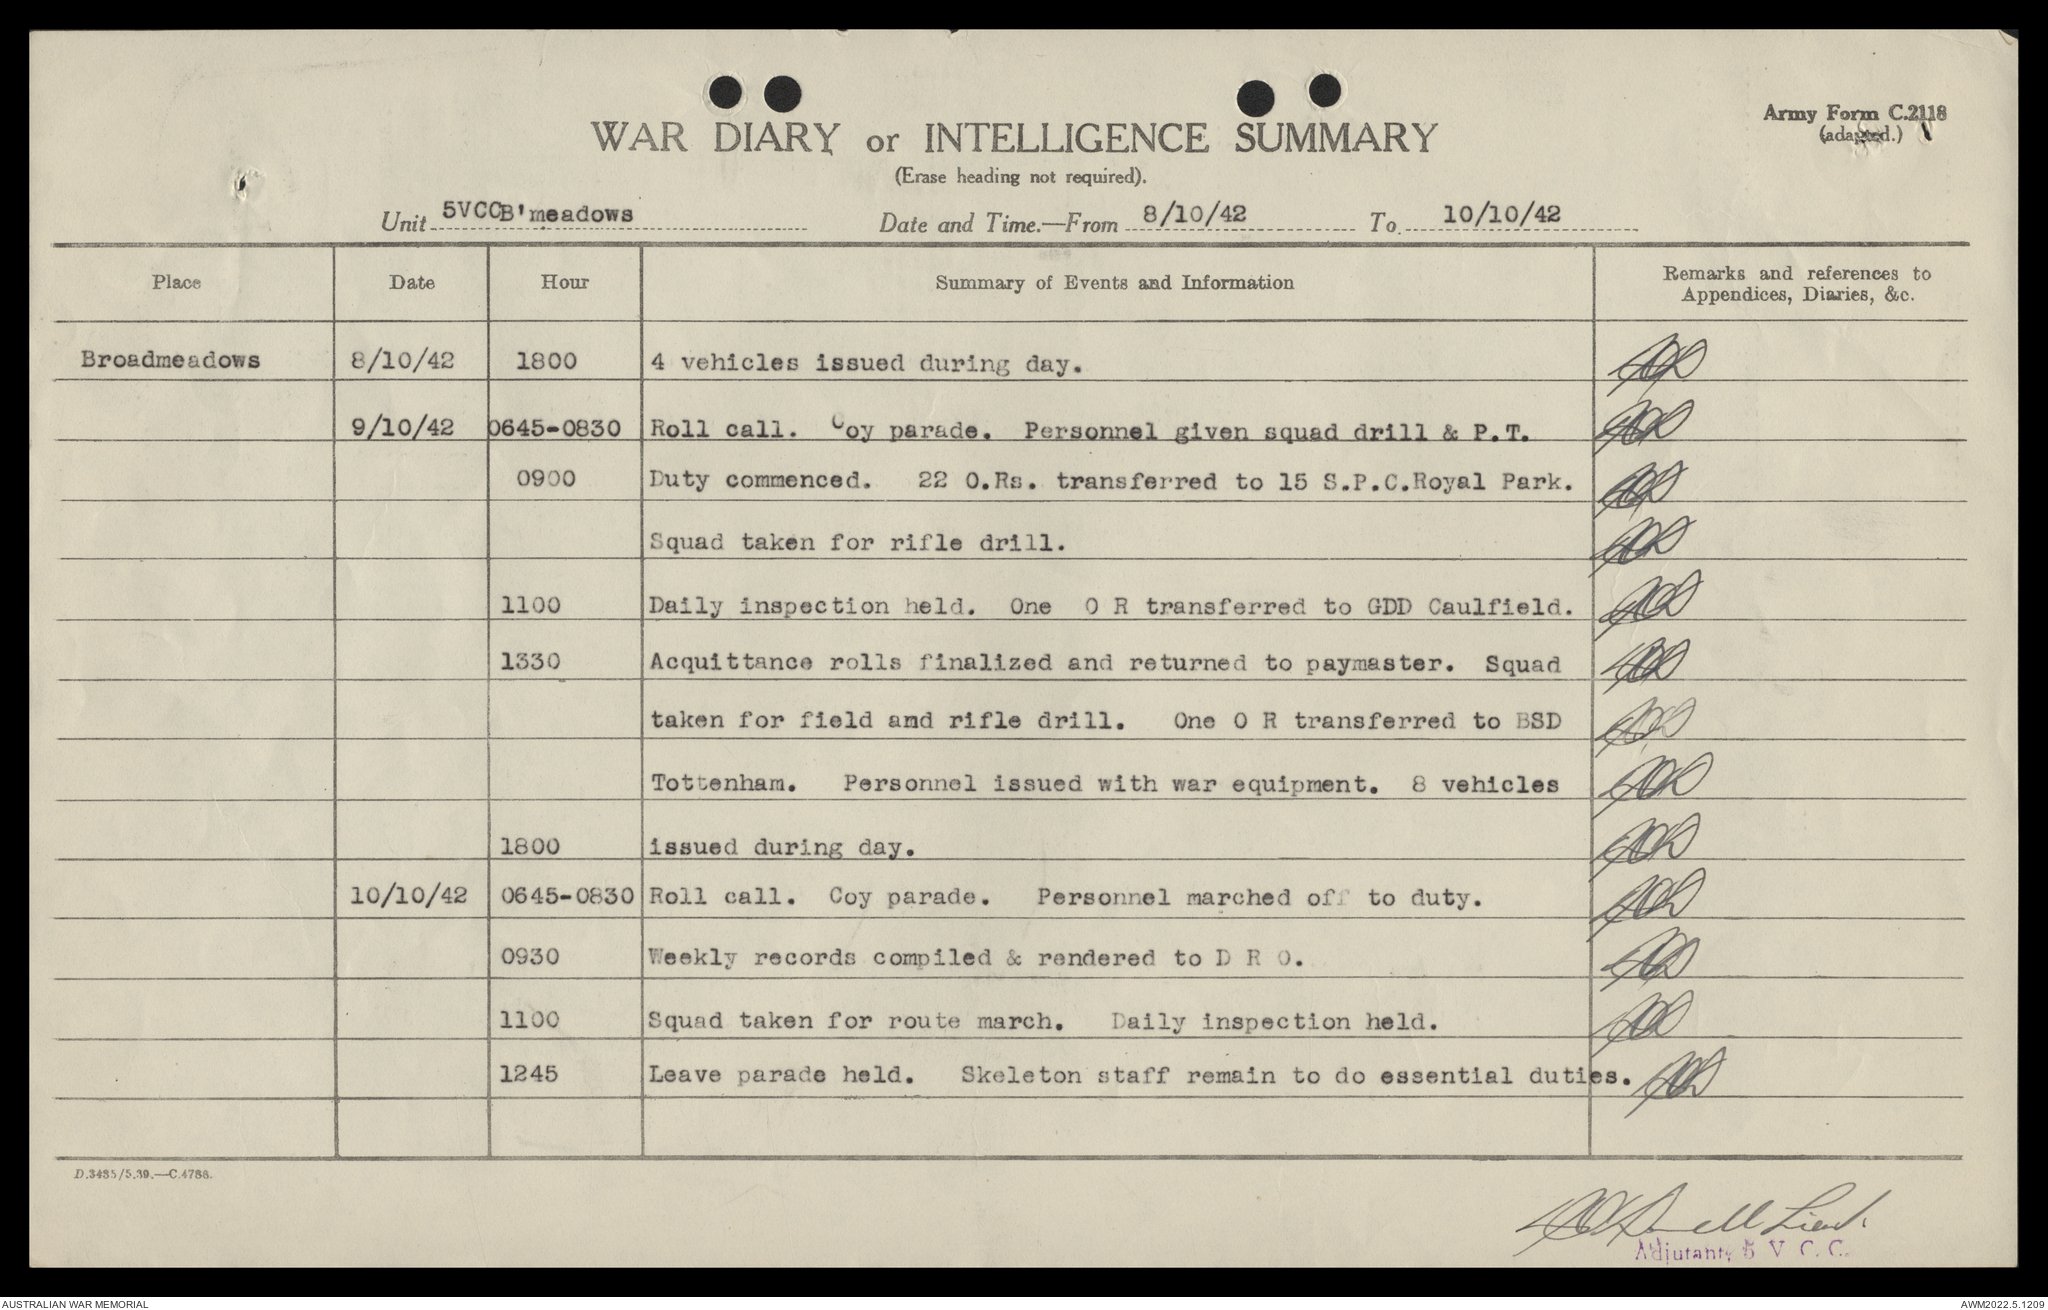 Army Form C.2118
(adapted.)
WAR DIARY or INTELLIGENCE SUMMARY
(Erase heading not required).
Unit 5VCCB'meadows Date and Time.—From 8/10/42 To 10/10/42
Place Date Hour Summary of Events and Information Remarks and references to
Appendices, Diaries, &c.
Broadmeadows 8/10/42 1800 4 vehicles issued during day.
9/10/42 0645-0830 Roll call. Coy parade. Personnel given squad drill & P.T.
0900 Duty commenced. 22 O.Rs. transferred to 15 S.P.C.Royal Park.
Squad taken for rifle drill.
1100 Daily inspection held. One O R transferred to GDD Caulfield.
1330 Acquittance rolls finalized and returned to paymaster. Squad
taken for field and rifle drill. One O R transferred to BSD
Tottenham. Personnel issued with war equipment. 8 vehicles
1800 issued during day.
10/10/42 0645-0830 Roll call. Coy parade. Personnel marched off to duty.
0930 Weekly records compiled & rendered to D R O.
1100 Squad taken for route march. Daily inspection held.
1245 Leave parade held. Skeleton staff remain to do essential duties.
D.3485/5.39.—C.4788.
Lieut.
Adjutant, 5 V. C. C.
AUSTRALIAN WAR MEMORIAL AWM2022.5.1209